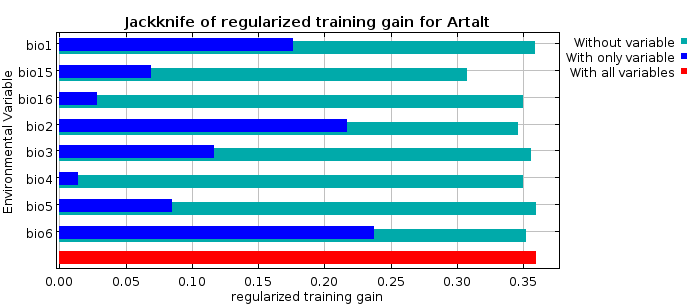 Jackknife of regularized training gain for Artalt
Environmental Variable
bio1
bio15
bio16
bio2
bio3
bio4
bio5
bio6
0.00 0.05 0.10 0.15 0.20 0.25 0.30 0.35
regularized training gain
Without variable
With only variable
With all variables